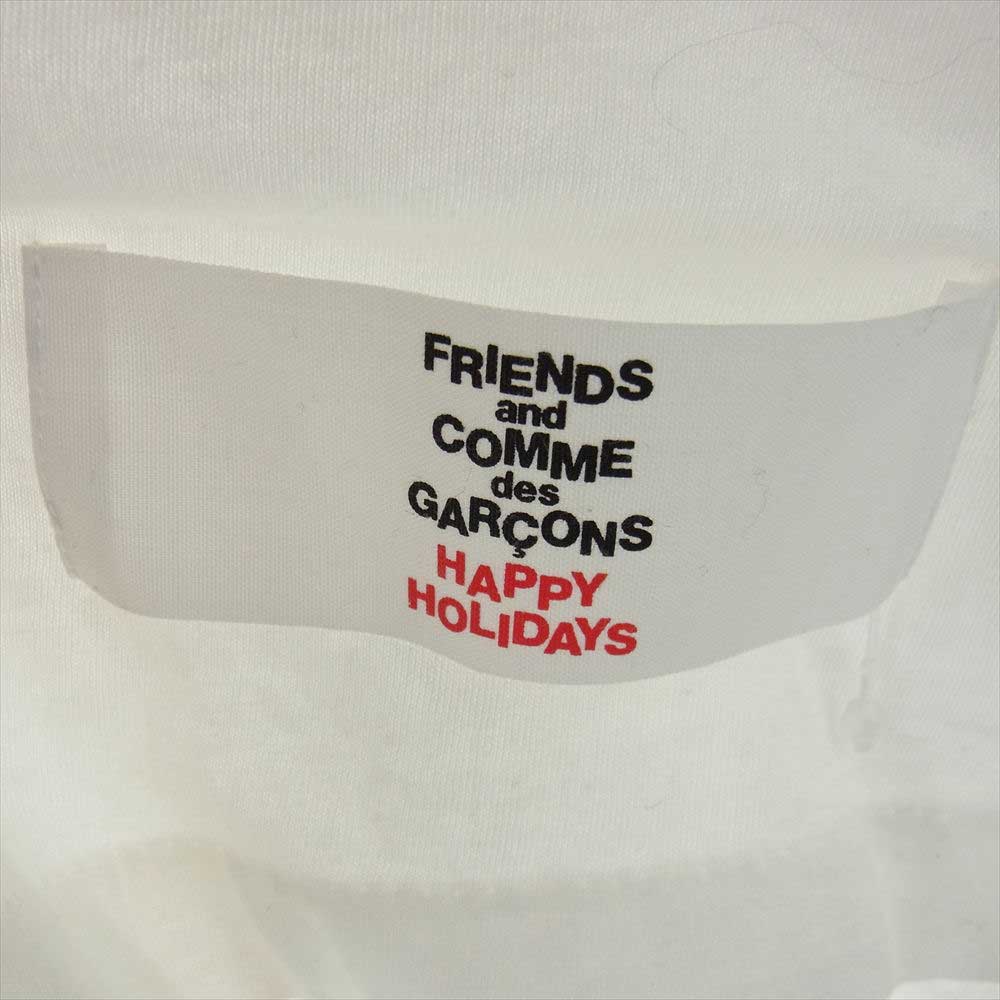 FRIENDS
and
COMME
des
GARÇONS
HAPPY
HOLIDAYS